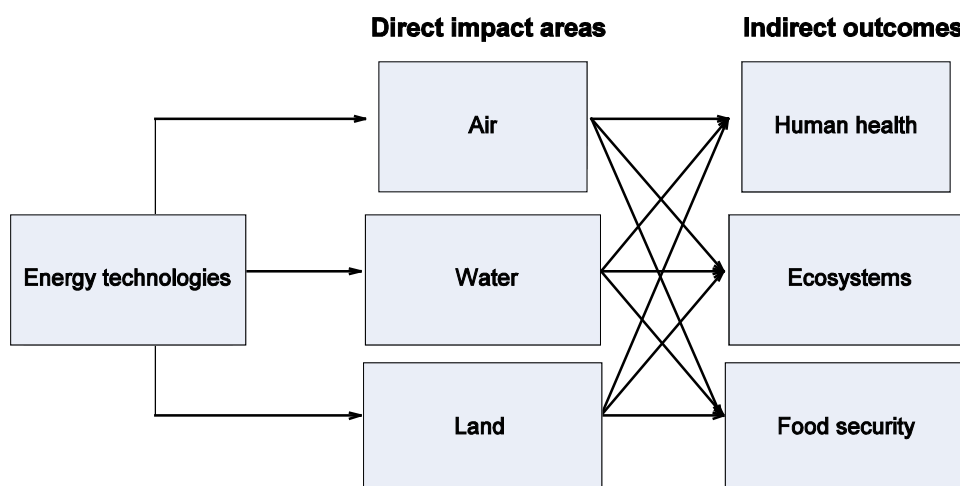 Direct impact areas
Indirect outcomes
Air
Human health
Energy technologies
Water
Ecosystems
Land
Food security